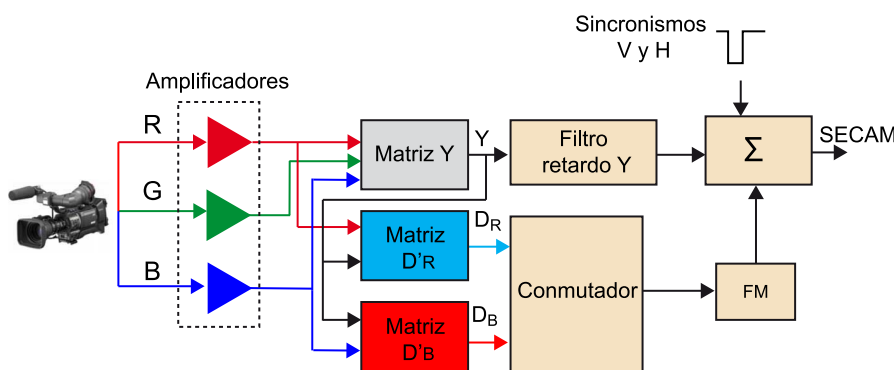 Sincronismos
V y H
Amplificadores
R
G
B
Matriz Y
Y
Filtro
retardo Y
Σ
SECAM
Matriz
D'R
DR
Matriz
D'B
DB
Conmutador
FM